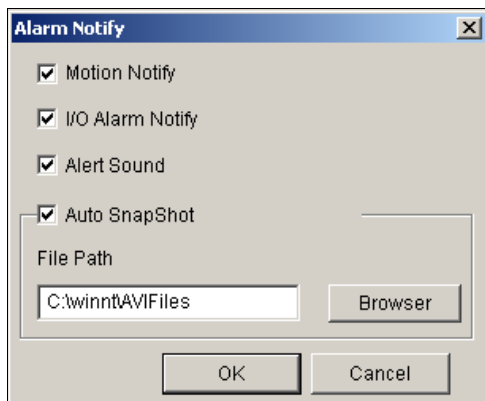 Alarm Notify
Motion Notify
I/O Alarm Notify
Alert Sound
Auto SnapShot
File Path
C:\winnt\AVIFiles
Browser
OK
Cancel